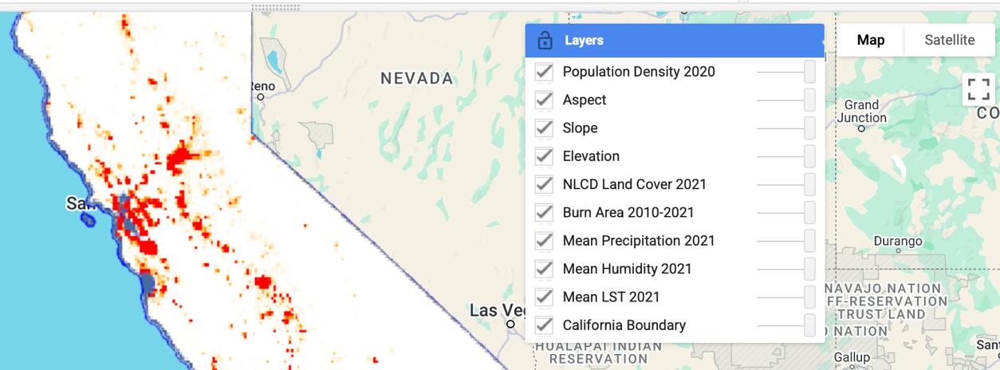 Layers
Population Density 2020
Aspect
Slope
Elevation
NLCD Land Cover 2021
Burn Area 2010-2021
Mean Precipitation 2021
Mean Humidity 2021
Mean LST 2021
California Boundary
Map
Satellite
NEVADA
Reno
San
Las Veg
Grand
Junction
CO
Durango
NAVAJO NATION
FF-RESERVATION
TRUST LAND
O NATION
HUALAPAI INDIAN
RESERVATION
Gallup
Sant